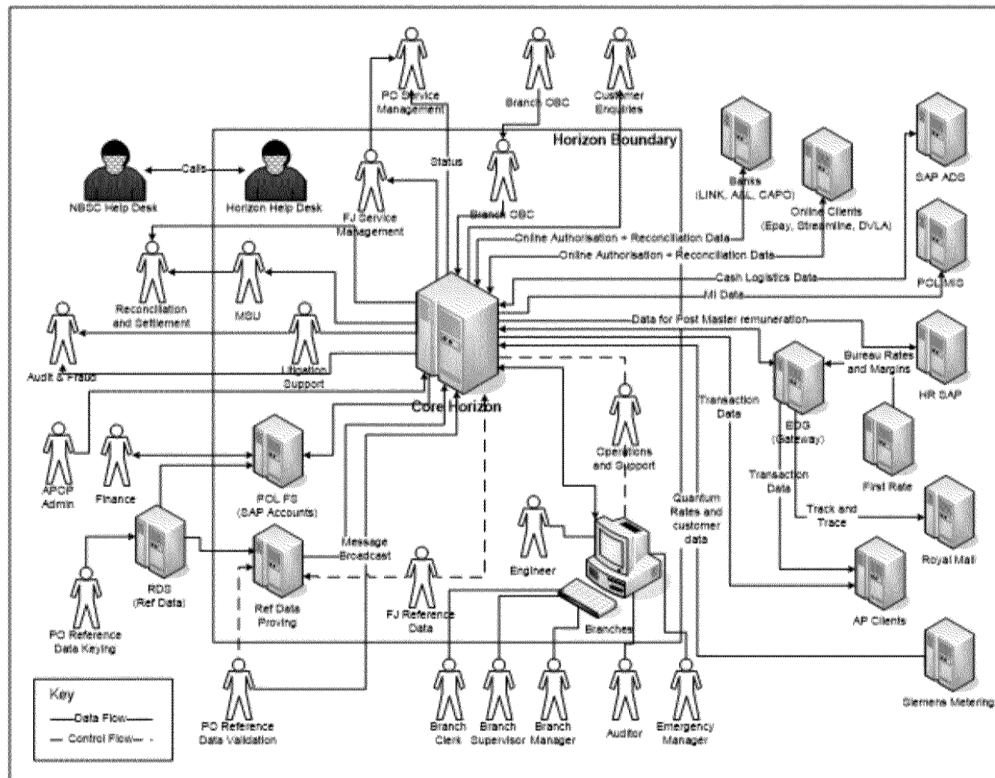 PO Service
Management
Branch OBC
Customer
Enquiries
Horizon Boundary
NBSC Help Desk
Calls
Horizon Help Desk
FJ Service
Management
Status
Branch OBC
Banks
(LINK, A&L, CAPO)
Online Clients
(Epay, Streamline, DVLA)
SAP ADS
Online Authorisation + Reconciliation Data
Online Authorisation + Reconciliation Data
Cash Logistics Data
MI Data
POL MIS
Reconciliation
and Settlement
MSU
Data for Post Master remuneration
Audit & Fraud
Litigation
Support
Core Horizon
Bureau Rates
and Margins
HR SAP
Transaction
Data
EDG
(Gateway)
Operations
and Support
First Rate
APOP
Admin
Finance
POL FS
(SAP Accounts)
Transaction
Data
Quantum
Rates and
customer
data
Track and
Trace
Message
Broadcast
Royal Mail
RDS
(Ref Data)
Ref Data
Proving
FJ Reference
Data
Engineer
Branches
AP Clients
PO Reference
Data Keying
Siemens Metering
Key
Data Flow
Control Flow
PO Reference
Data Validation
Branch
Clerk
Branch
Supervisor
Branch
Manager
Auditor
Emergency
Manager